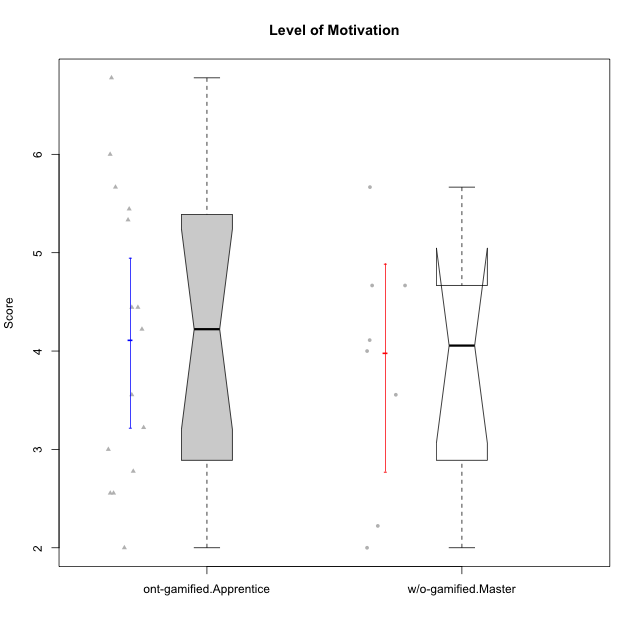 Level of Motivation
Score
6
5
4
3
2
ont-gamified.Apprentice
w/o-gamified.Master